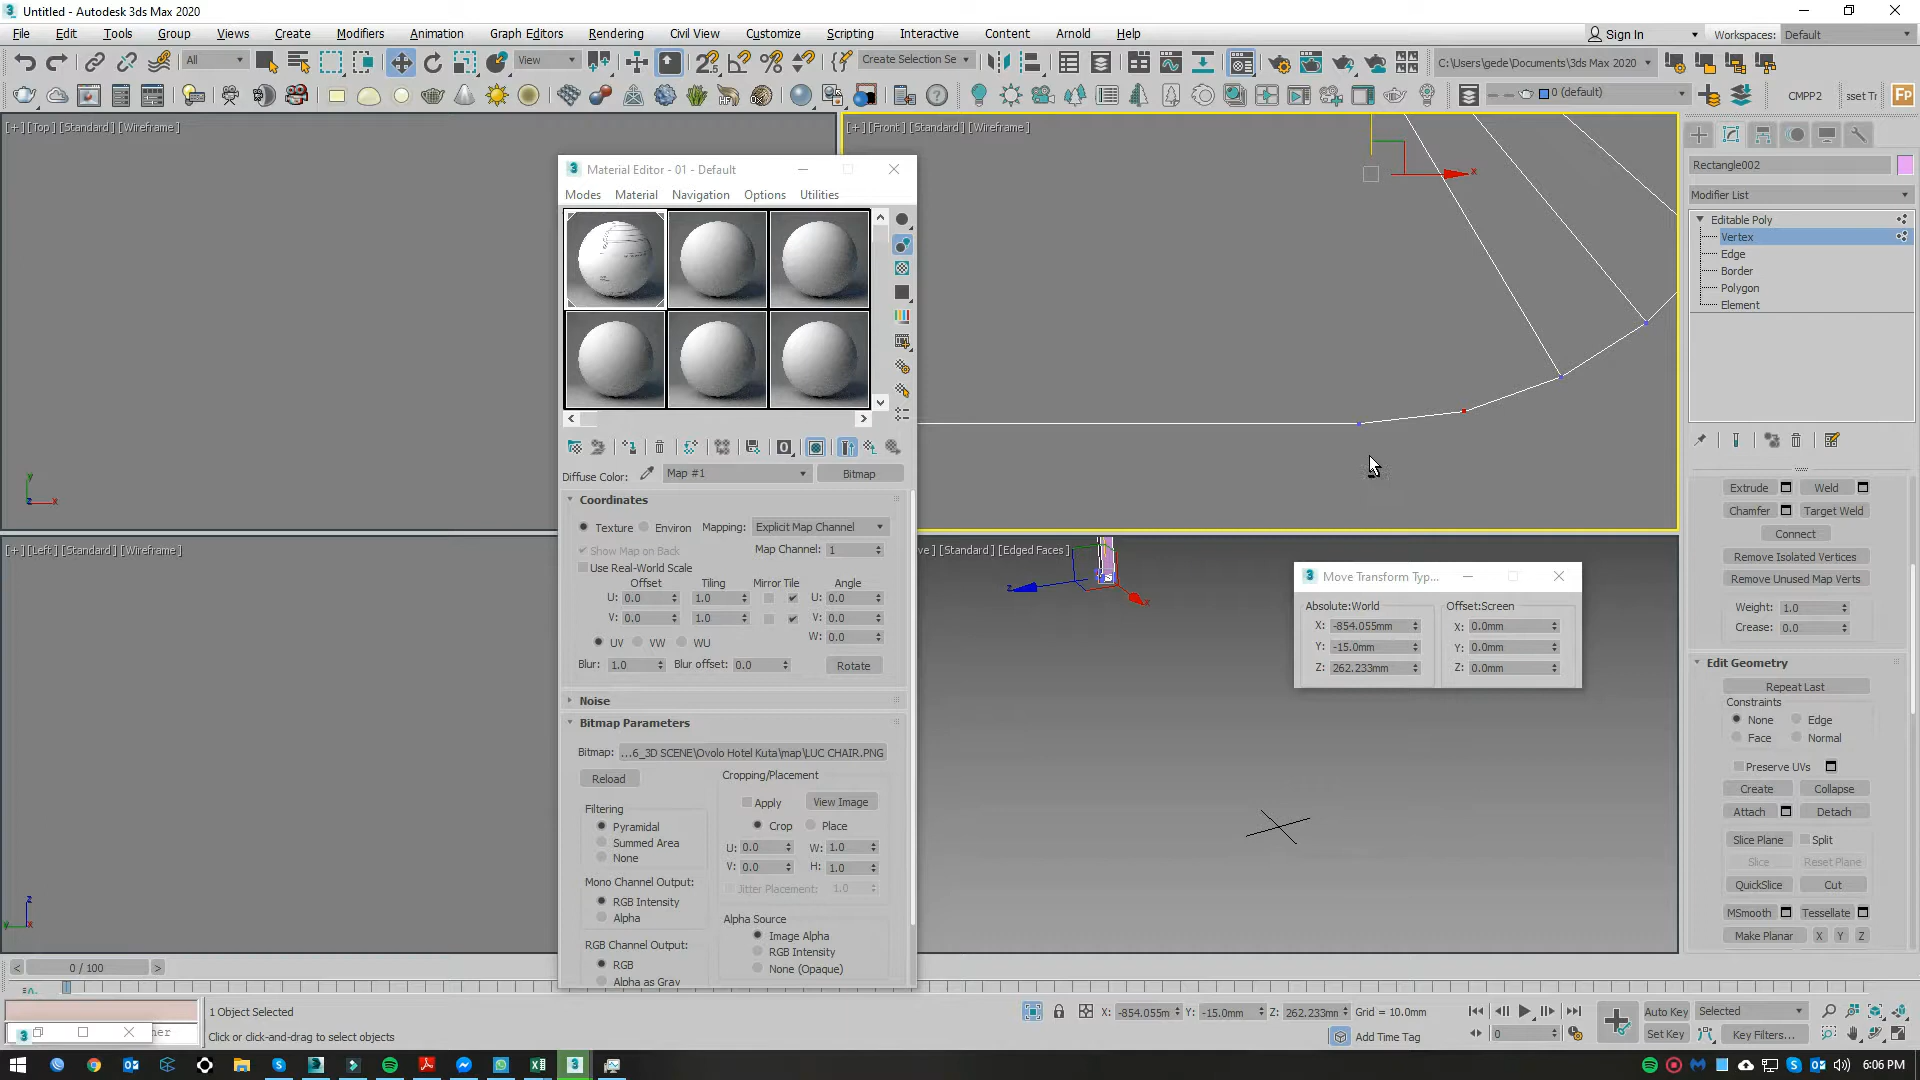 Untitled - Autodesk 3ds Max 2020
File Edit Tools Group Views Create Modifiers Animation Graph Editors Rendering Civil View Customize Scripting Interactive Content Arnold Help
Sign In
Workspaces: Default
All
View
Create Selection Se
C:\Users\gede\Documents\3ds Max 2020
0 (default)
CMPP2
sset Tr
[+] [Top] [Standard] [Wireframe]
[+] [Front] [Standard] [Wireframe]
Rectangle002
Modifier List
Editable Poly
Vertex
Edge
Border
Polygon
Element
Material Editor - 01 - Default
Modes Material Navigation Options Utilities
Diffuse Color: Map #1 Bitmap
Coordinates
Texture Environ Mapping: Explicit Map Channel
Show Map on Back Map Channel: 1
Use Real-World Scale
Offset Tiling Mirror Tile Angle
U: 0.0 1.0 U: 0.0
V: 0.0 1.0 V: 0.0
W: 0.0
UV VW WU
Blur: 1.0 Blur offset: 0.0 Rotate
Noise
Bitmap Parameters
Bitmap: ...6_3D SCENE\Ovolo Hotel Kuta\map\LUC CHAIR.PNG
Reload
Cropping/Placement
Apply View Image
Crop Place
U: 0.0 W: 1.0
V: 0.0 H: 1.0
Jitter Placement: 1.0
Filtering
Pyramidal
Summed Area
None
Mono Channel Output:
RGB Intensity
Alpha
RGB Channel Output:
RGB
Alpha as Gray
Alpha Source
Image Alpha
RGB Intensity
None (Opaque)
[+] [Left] [Standard] [Wireframe]
ve ] [Standard] [Edged Faces]
Move Transform Typ...
Absolute:World
X: -854.055mm
Y: -15.0mm
Z: 262.233mm
Offset:Screen
X: 0.0mm
Y: 0.0mm
Z: 0.0mm
Extrude Weld
Chamfer Target Weld
Connect
Remove Isolated Vertices
Remove Unused Map Verts
Weight: 1.0
Crease: 0.0
Edit Geometry
Repeat Last
Constraints
None Edge
Face Normal
Preserve UVs
Create Collapse
Attach Detach
Slice Plane Split
Slice Reset Plane
QuickSlice Cut
MSmooth Tessellate
Make Planar X Y Z
0 / 100
1 Object Selected
Click or click-and-drag to select objects
X: -854.055m Y: -15.0mm Z: 262.233mm Grid = 10.0mm
Add Time Tag
0
Auto Key Selected
Set Key Key Filters...
6:06 PM